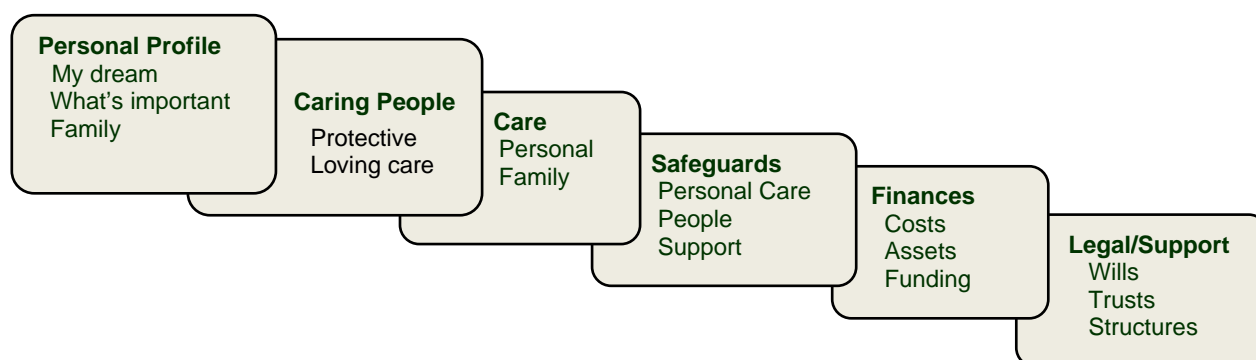 Personal Profile
My dream
What's important
Family
Caring People
Protective
Loving care
Care
Personal
Family
Safeguards
Personal Care
People
Support
Finances
Costs
Assets
Funding
Legal/Support
Wills
Trusts
Structures